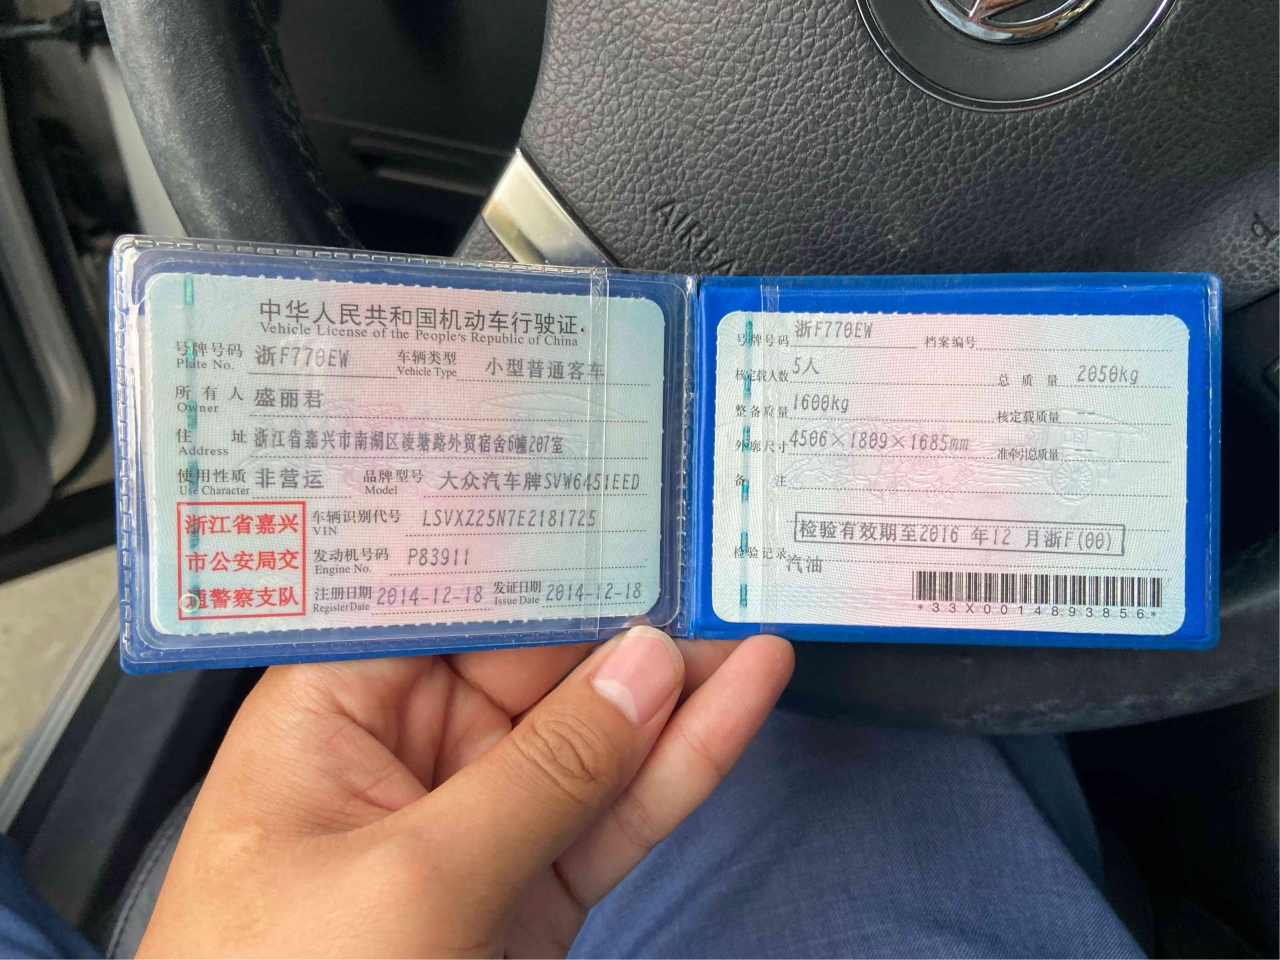 AIRBA
中华人民共和国机动车行驶证
Vehicle License of the People's Republic of China
号牌号码 浙F770EW 车辆类型 小型普通客车
Plate No. Vehicle Type
所有人 盛丽君
Owner
住址 浙江省嘉兴市南湖区凌塘路外贸宿舍6幢207室
Address
使用性质 非营运 品牌型号 大众汽车牌SVW6451EED
Use Character Model
浙江省嘉兴
市公安局交
通警察支队
车辆识别代号 LSVXZ25N7E2181725
VIN
发动机号码 P83911
Engine No.
注册日期 2014-12-18 发证日期 2014-12-18
Register Date Issue Date
号牌号码 浙F770EW 档案编号
核定载人数 5人 总质量 2050kg
整备质量 1600kg 核定载质量
外廓尺寸 4506×1809×1685mm 准牵引总质量
备注
检验有效期至2016 年12 月浙F(00)
检验记录 汽油
*33X0014893856*